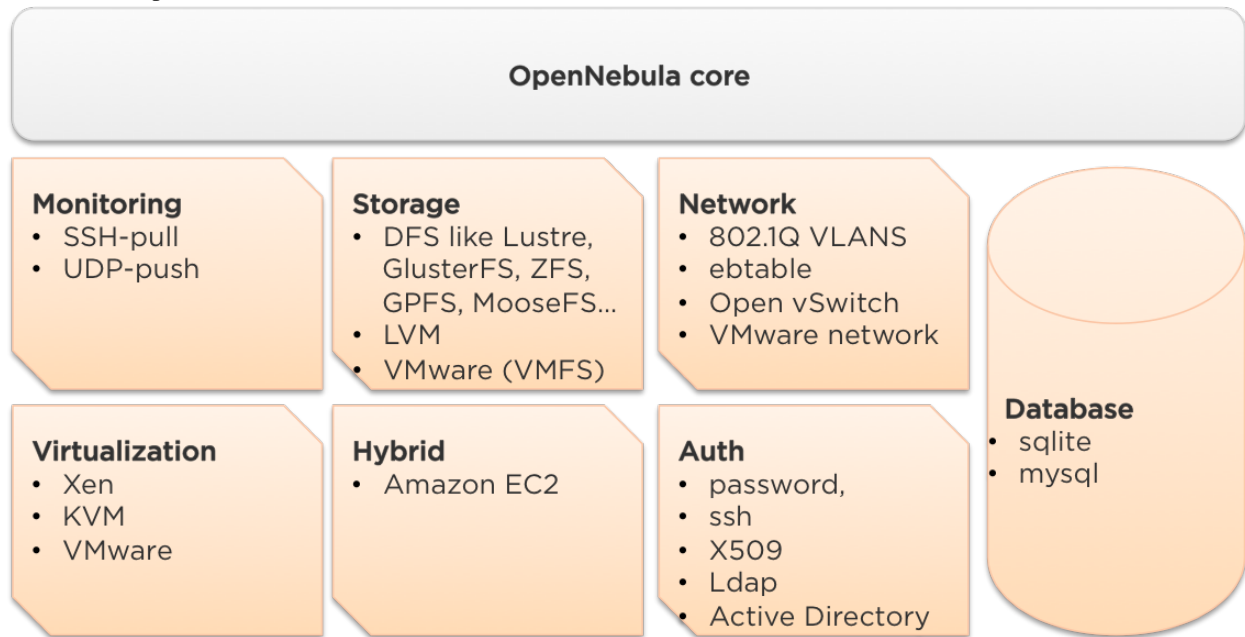 OpenNebula core
Monitoring
• SSH-pull
• UDP-push
Storage
• DFS like Lustre,
GlusterFS, ZFS,
GPFS, MooseFS...
• LVM
• VMware (VMFS)
Network
• 802.1Q VLANS
• ebtable
• Open vSwitch
• VMware network
Virtualization
• Xen
• KVM
• VMware
Hybrid
• Amazon EC2
Auth
• password,
• ssh
• X509
• Ldap
• Active Directory
Database
• sqlite
• mysql